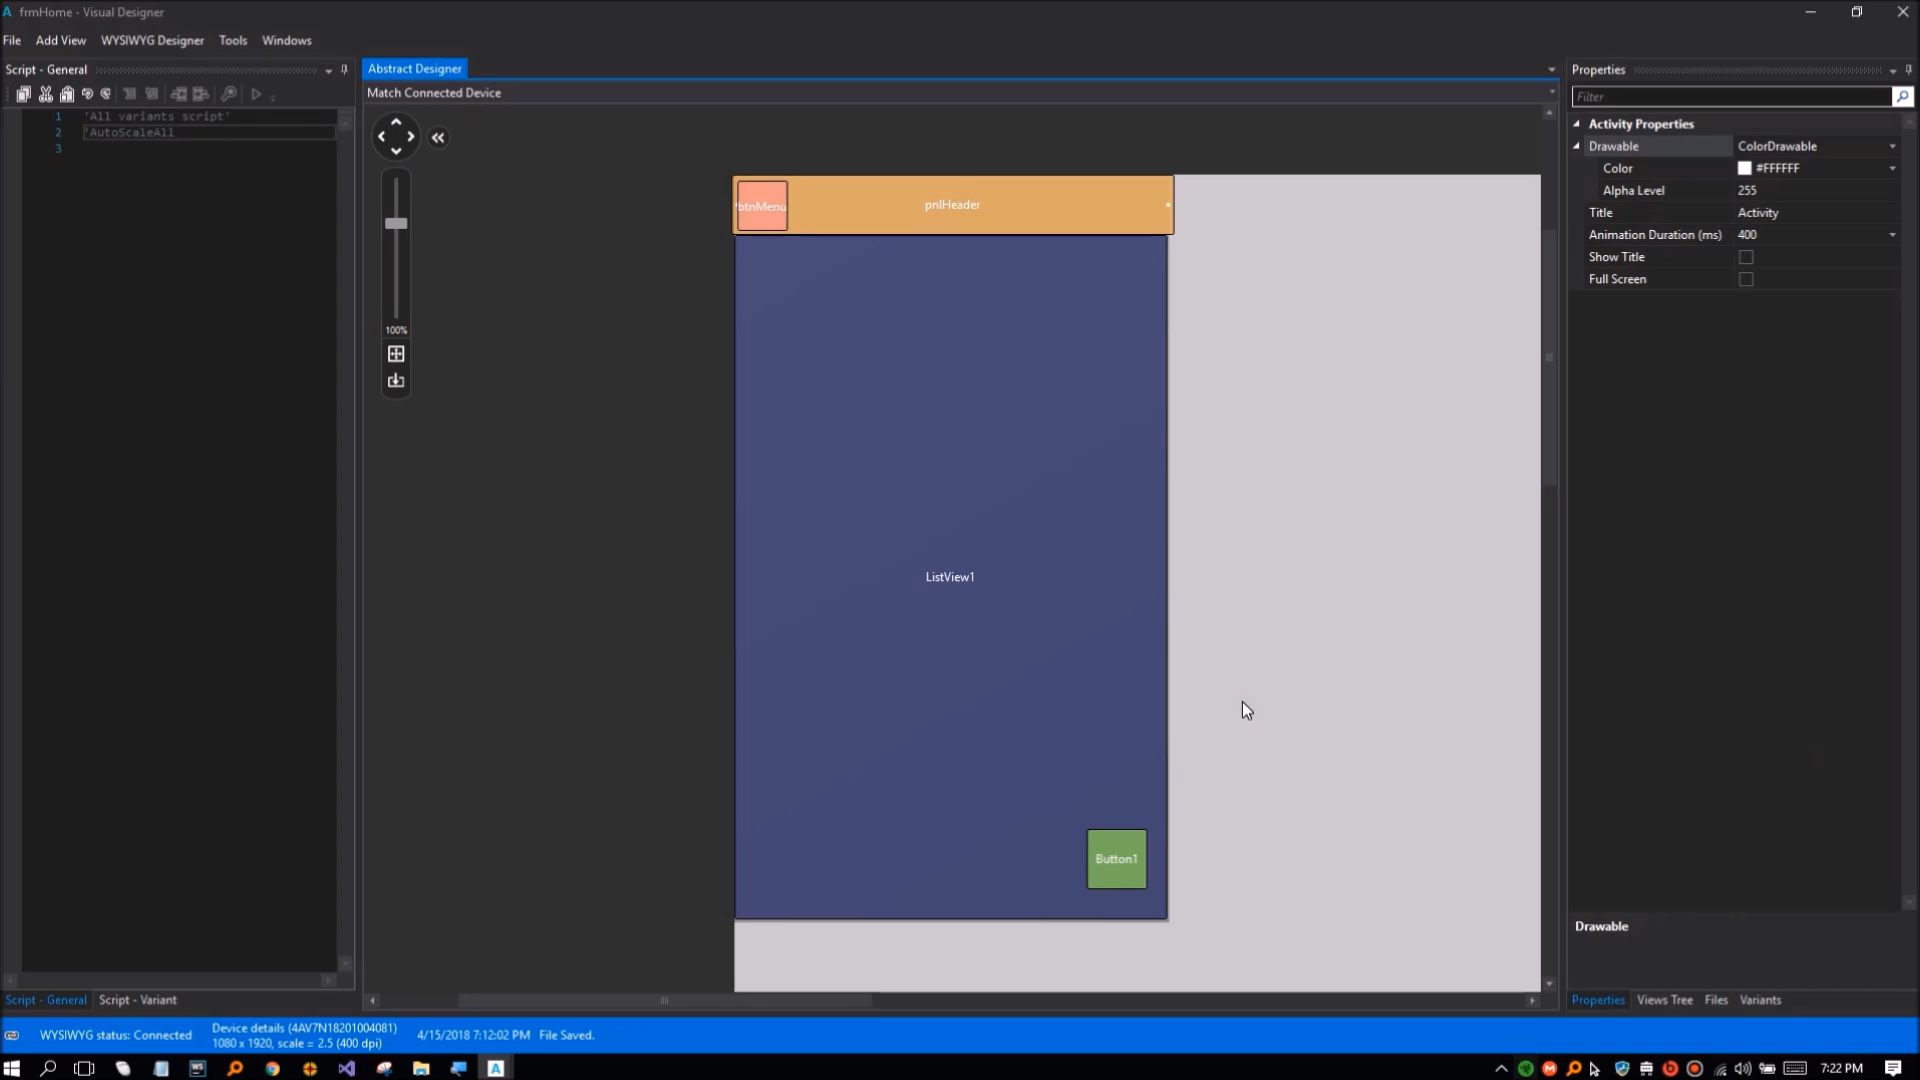 frmHome - Visual Designer
File Add View WYSIWYG Designer Tools Windows
Script - General
Abstract Designer
Properties
Match Connected Device
Filter
1 'All variants script'
2 'AutoScaleAll
3
Activity Properties
Drawable ColorDrawable
Color #FFFFFF
Alpha Level 255
Title Activity
Animation Duration (ms) 400
Show Title
Full Screen
btnMenu
pnlHeader
100%
ListView1
Button1
Drawable
Script - General Script - Variant
Properties Views Tree Files Variants
WYSIWYG status: Connected
Device details (4AV7N18201004081)
1080 x 1920, scale = 2.5 (400 dpi)
4/15/2018 7:12:02 PM File Saved.
WS
A
7:22 PM